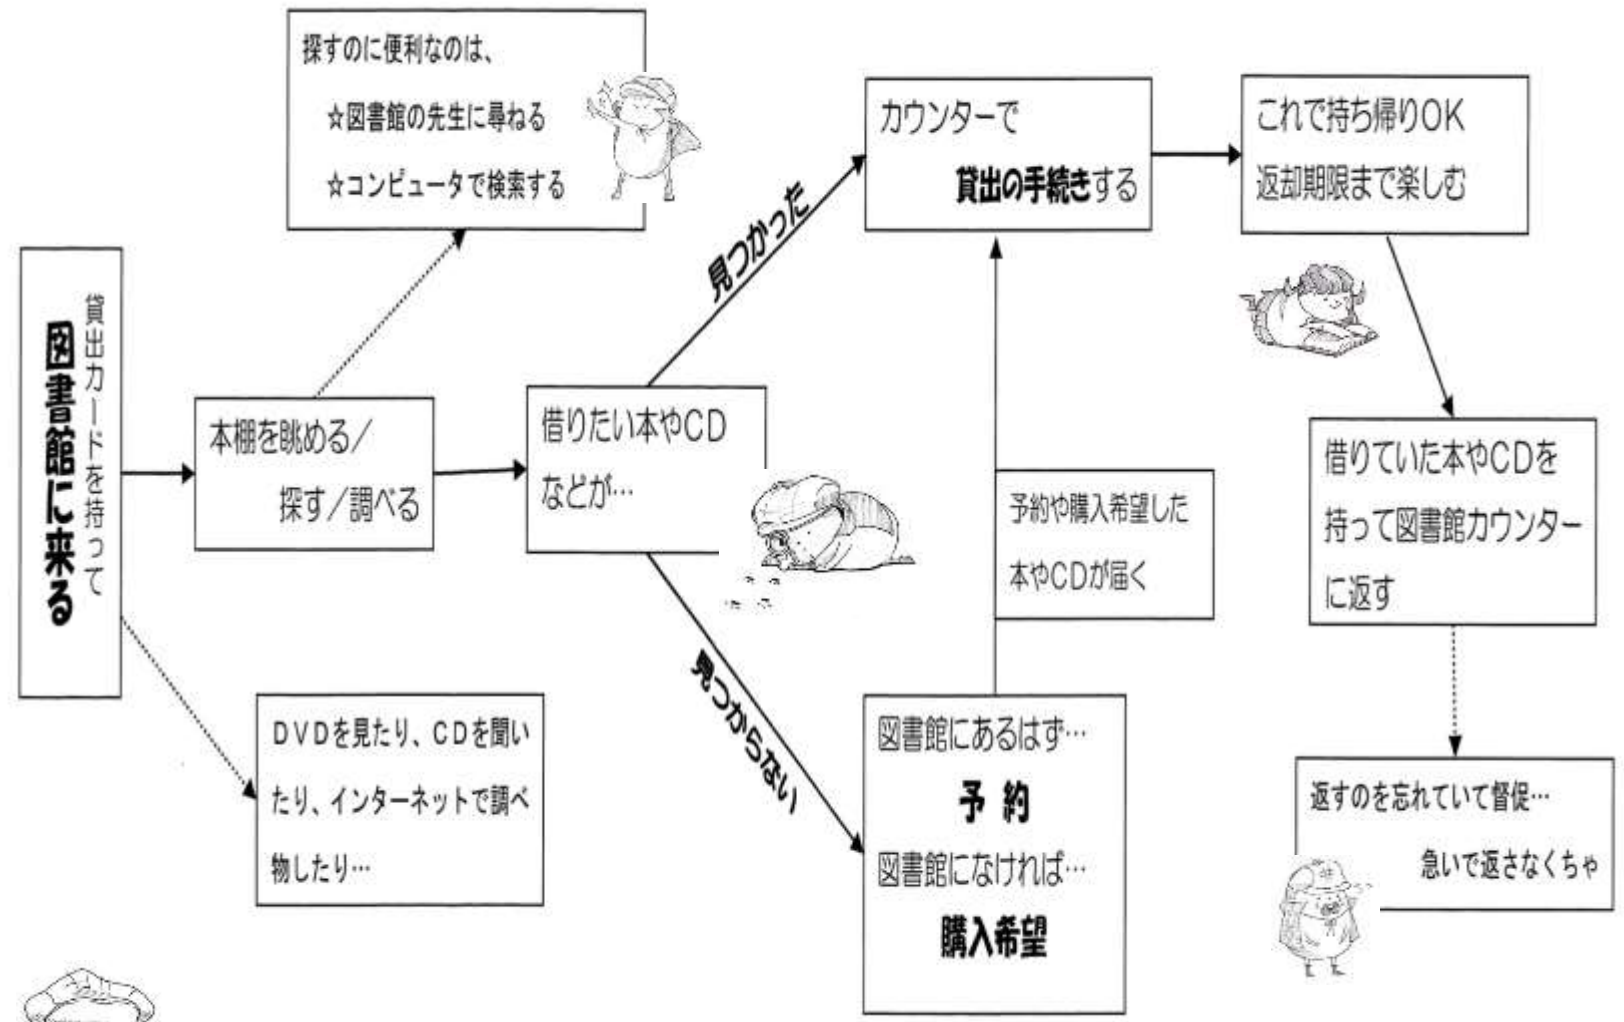 貸出カードを持って
図書館に来る
探すのに便利なのは、
☆図書館の先生に尋ねる
☆コンピュータで検索する
本棚を眺める/
探す/調べる
DVDを見たり、CDを聞い
たり、インターネットで調べ
物したり…
借りたい本やCD
などが…
見つかった
見つからない
カウンターで
貸出の手続きする
予約や購入希望した
本やCDが届く
図書館にあるはず…
予約
図書館になければ…
購入希望
これで持ち帰りOK
返却期限まで楽しむ
借りていた本やCDを
持って図書館カウンター
に返す
返すのを忘れていて督促…
急いで返さなくちゃ